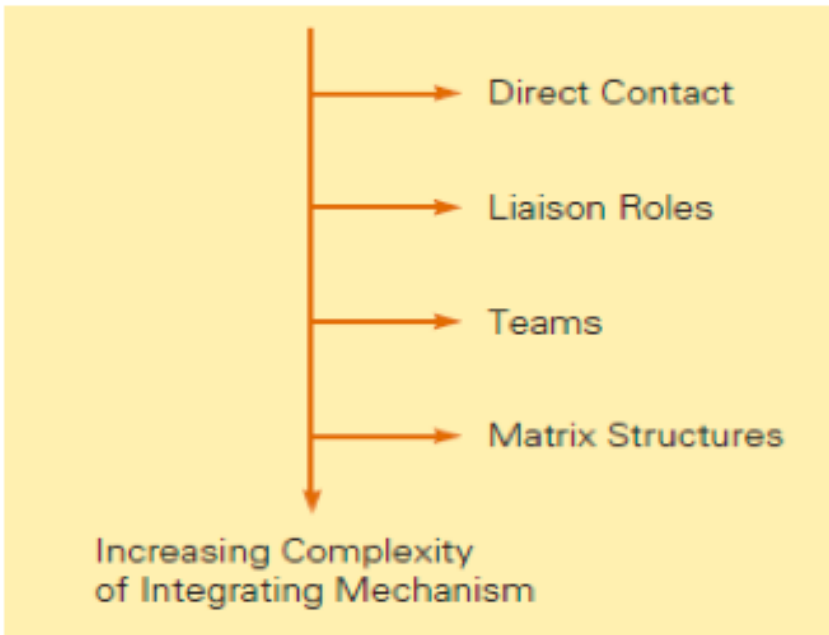 Direct Contact
Liaison Roles
Teams
Matrix Structures
Increasing Complexity
of Integrating Mechanism